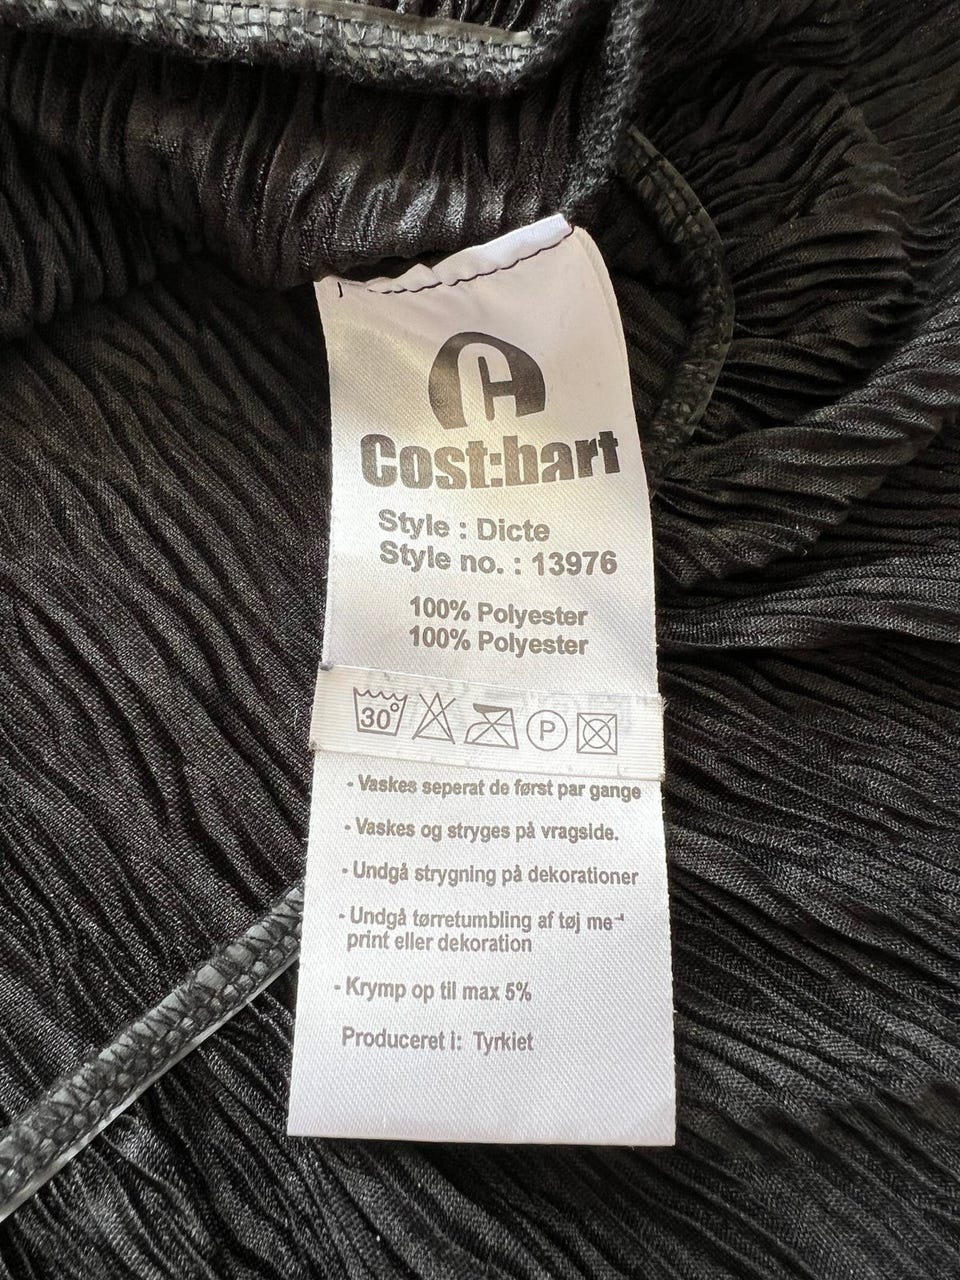 Cost:bart
Style : Dicte
Style no. : 13976
100% Polyester
100% Polyester
30° P
- Vaskes seperat de først par gange
- Vaskes og stryges på vragside.
- Undgå strygning på dekorationer
- Undgå tørretumbling af tøj
print eller dekoration
- Krymp op til max 5%
Produceret i: Tyrkiet